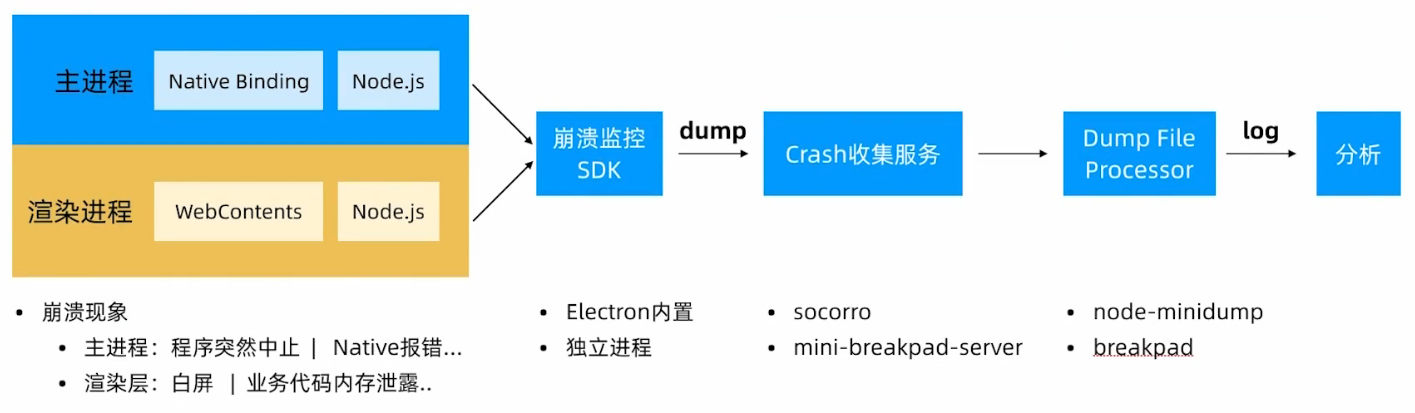 主进程
Native Binding
Node.js
渲染进程
WebContents
Node.js
崩溃监控
SDK
dump
Crash收集服务
Dump File
Processor
log
分析
• 崩溃现象
• 主进程：程序突然中止 | Native报错...
• 渲染层：白屏 | 业务代码内存泄露..
• Electron内置
• 独立进程
• socorro
• mini-breakpad-server
• node-minidump
• breakpad